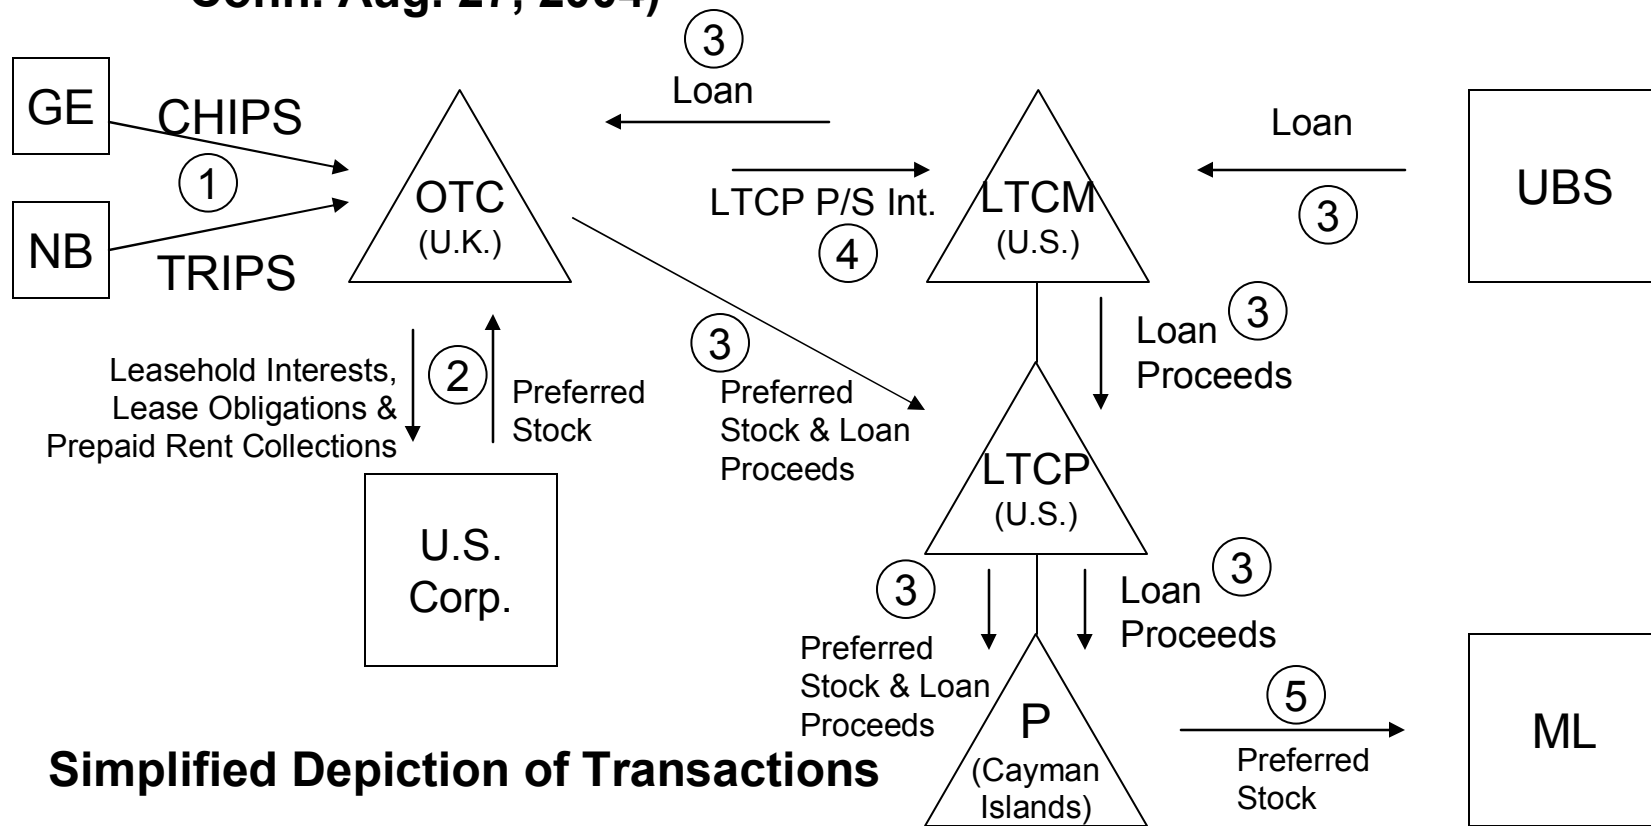 Conn. Aug. 27, 2004)
3
Loan
GE
CHIPS
1
NB
TRIPS
OTC
(U.K.)
LTCP P/S Int.
4
LTCM
(U.S.)
Loan
3
UBS
Leasehold Interests,
Lease Obligations &
Prepaid Rent Collections
2
Preferred
Stock
3
Preferred
Stock & Loan
Proceeds
Loan
Proceeds
3
U.S.
Corp.
LTCP
(U.S.)
3
Preferred
Stock & Loan
Proceeds
Loan
Proceeds
3
P
(Cayman
Islands)
5
Preferred
Stock
ML
Simplified Depiction of Transactions